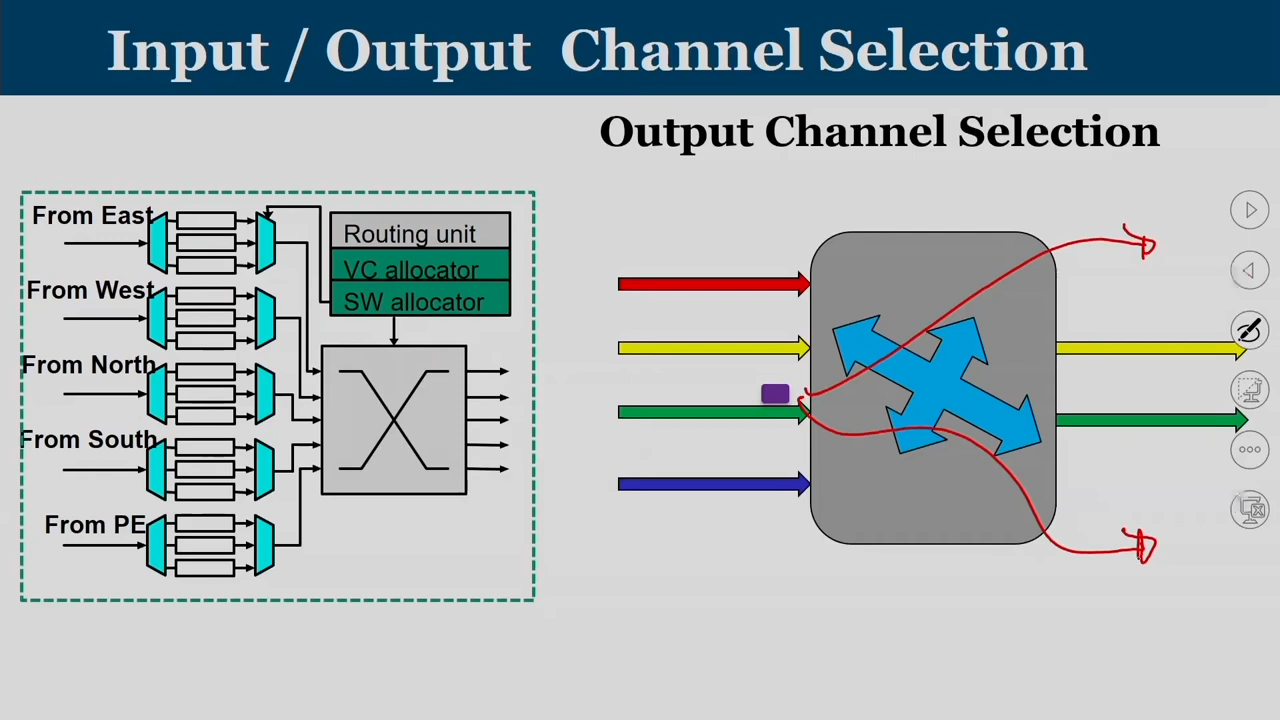 Input / Output Channel Selection
Output Channel Selection
From East
From West
From North
From South
From PE
Routing unit
VC allocator
SW allocator